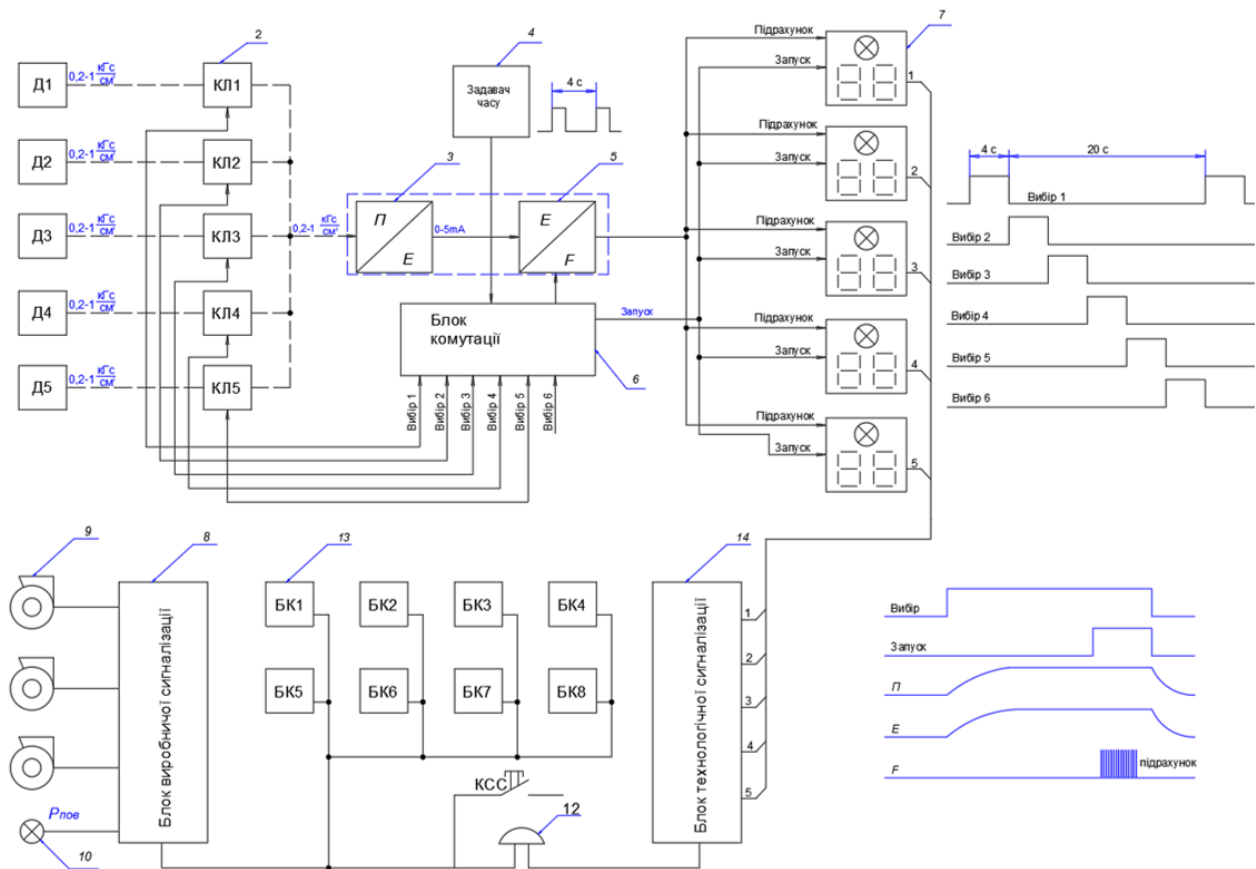 2
4
7
Д1
0,2-1 кГс/см²
КЛ1
Задавач
часу
4 с
Підрахунок
Запуск
1
Д2
0,2-1 кГс/см²
КЛ2
Підрахунок
Запуск
2
3
5
4 с
20 с
Вибір 1
Д3
0,2-1 кГс/см²
КЛ3
0,2-1 кГс/см²
П
E
0-5mA
E
F
Підрахунок
Запуск
3
Вибір 2
Вибір 3
Д4
0,2-1 кГс/см²
КЛ4
Блок
комутації
Запуск
6
Підрахунок
Запуск
4
Вибір 4
Вибір 5
Вибір 6
Д5
0,2-1 кГс/см²
КЛ5
Вибір 1
Вибір 2
Вибір 3
Вибір 4
Вибір 5
Вибір 6
Підрахунок
Запуск
5
9
8
13
14
Блок виробничої сигналізації
БК1
БК2
БК3
БК4
БК5
БК6
БК7
БК8
Блок технологічної сигналізації
1
2
3
4
5
КСС
12
Pпов
10
Вибір
Запуск
П
E
F
підрахунок